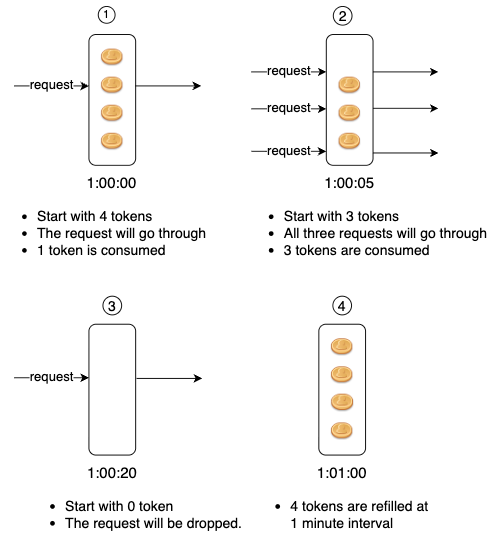 1
request
1:00:00
• Start with 4 tokens
• The request will go through
• 1 token is consumed
2
request
request
request
1:00:05
• Start with 3 tokens
• All three requests will go through
• 3 tokens are consumed
3
request
1:00:20
• Start with 0 token
• The request will be dropped.
4
1:01:00
• 4 tokens are refilled at
1 minute interval